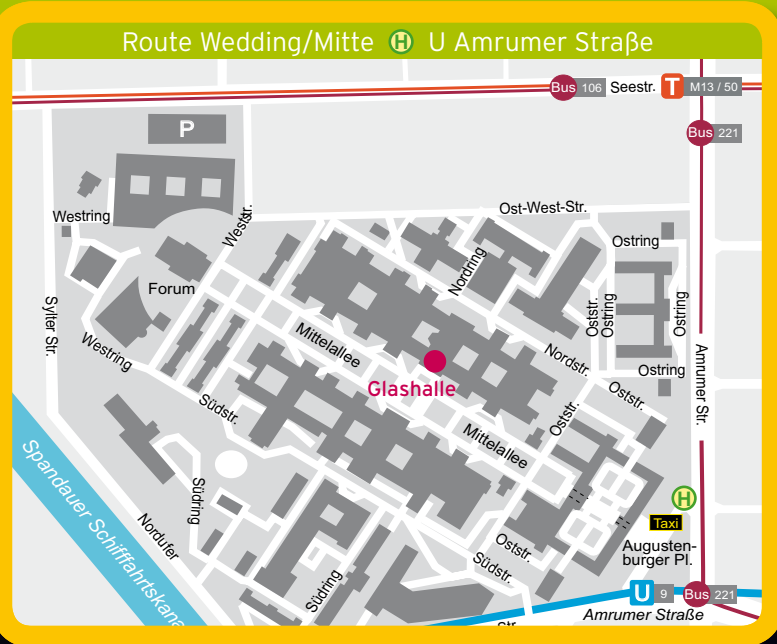 Route Wedding/Mitte H U Amrumer Straße
Bus 106 Seestr. T M13 / 50
P
Bus 221
Westring
Weststr.
Ost-West-Str.
Ostring
Nordring
Forum
Sylter Str.
Oststr.
Ostring
Ostring
Mittelallee
Westring
Nordstr.
Glashalle
Ostring
Oststr.
Amrumer Str.
Südstr.
Oststr.
Mittelallee
Spandauer Schifffahrtskana
Südring
Nordufer
H
Taxi
Augusten-
burger Pl.
Oststr.
Südstr.
Südring
U 9 Bus 221
Amrumer Straße
Str.